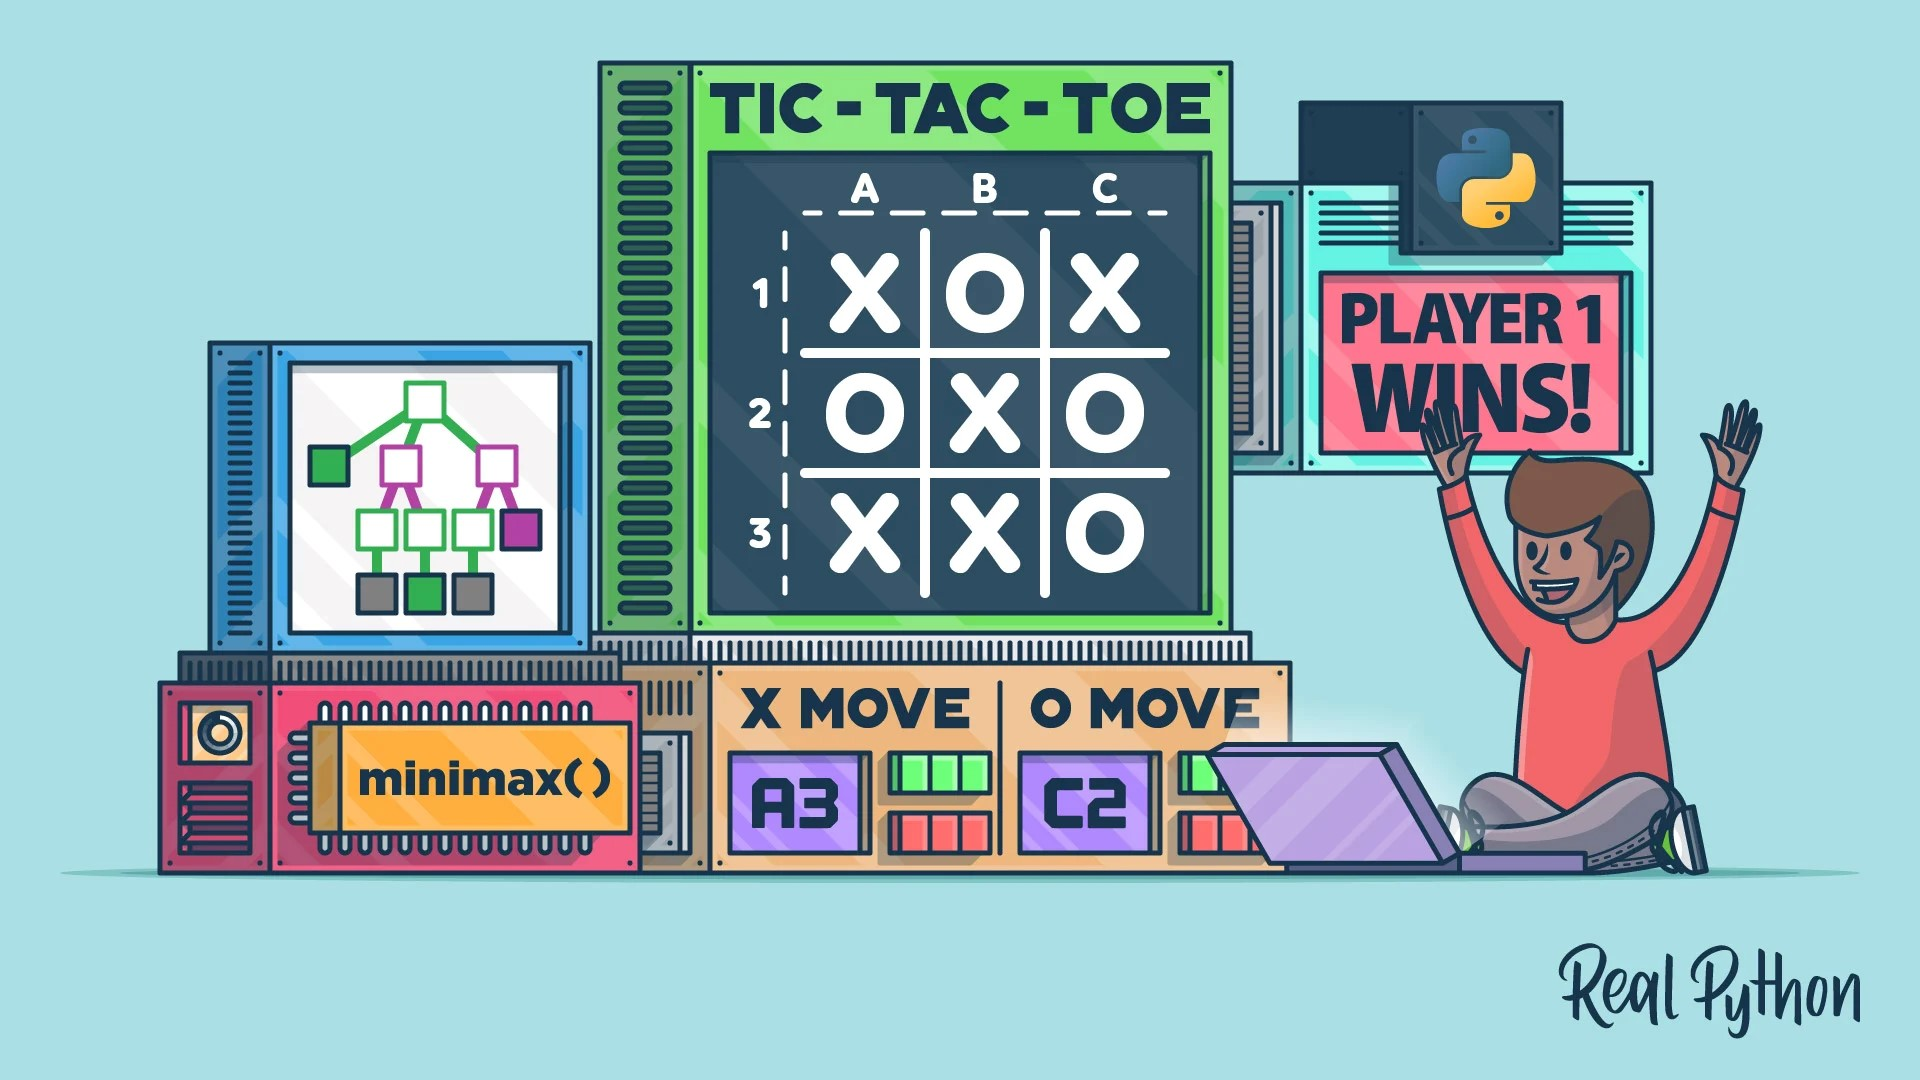 TIC - TAC - TOE
A B C
1 X O X
2 O X O
3 X X O
PLAYER 1
WINS!
minimax()
X MOVE
A3
O MOVE
C2
Real Python